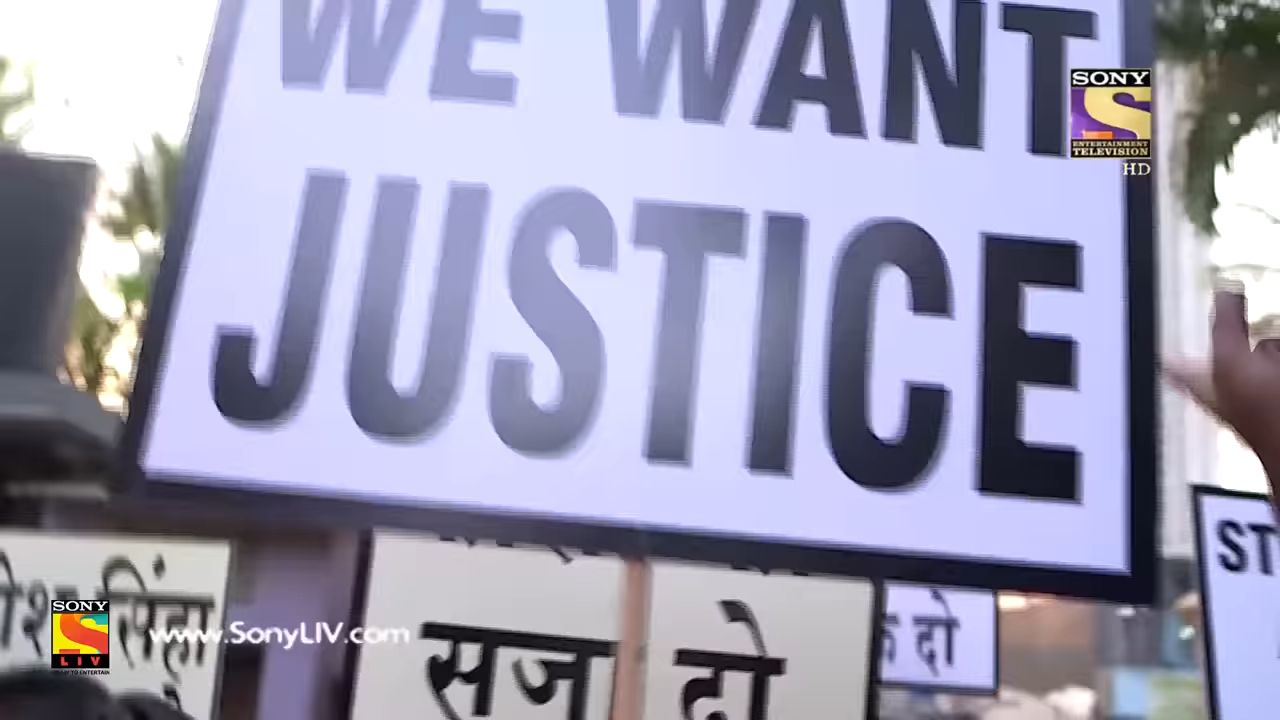 WE WANT
JUSTICE
SONY
ENTERTAINMENT
TELEVISION
HD
सिंहा
सजा दो
दो
ST
SONY
LIV
www.SonyLIV.com